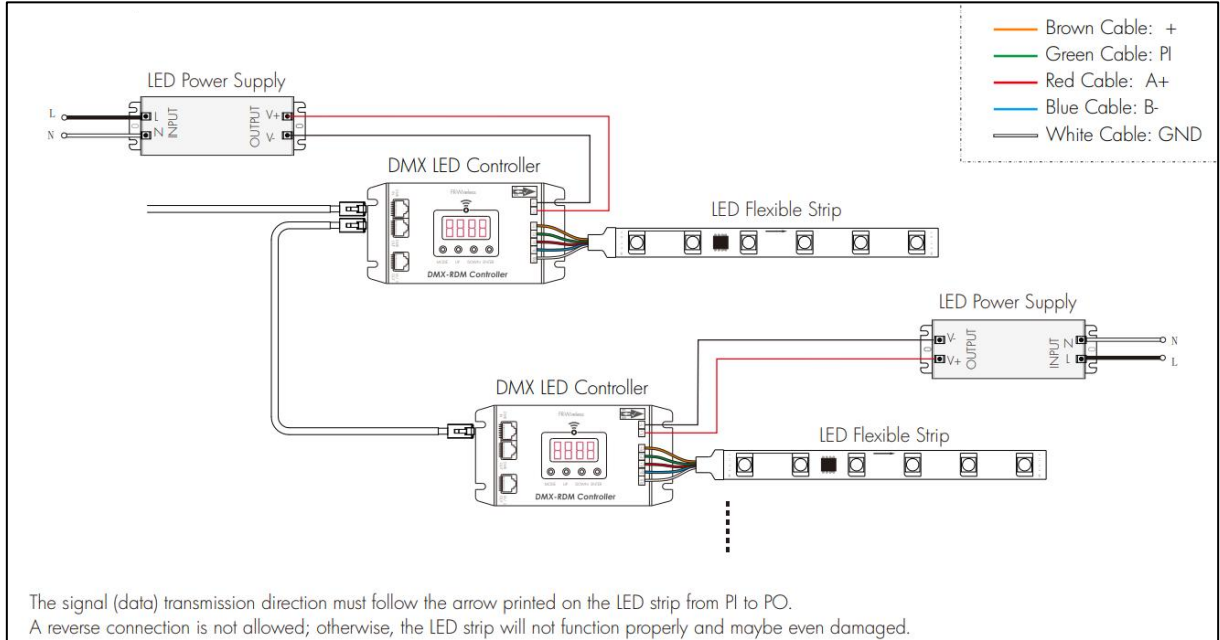 Brown Cable: +
Green Cable: PI
Red Cable: A+
Blue Cable: B-
White Cable: GND
LED Power Supply
L
N
L
N
INPUT
OUTPUT
V+
V-
DMX LED Controller
8888
DMX-RDM Controller
LED Flexible Strip
LED Power Supply
V-
V+
OUTPUT
INPUT
N
L
N
L
DMX LED Controller
8888
DMX-RDM Controller
LED Flexible Strip
The signal (data) transmission direction must follow the arrow printed on the LED strip from PI to PO.
A reverse connection is not allowed; otherwise, the LED strip will not function properly and maybe even damaged.